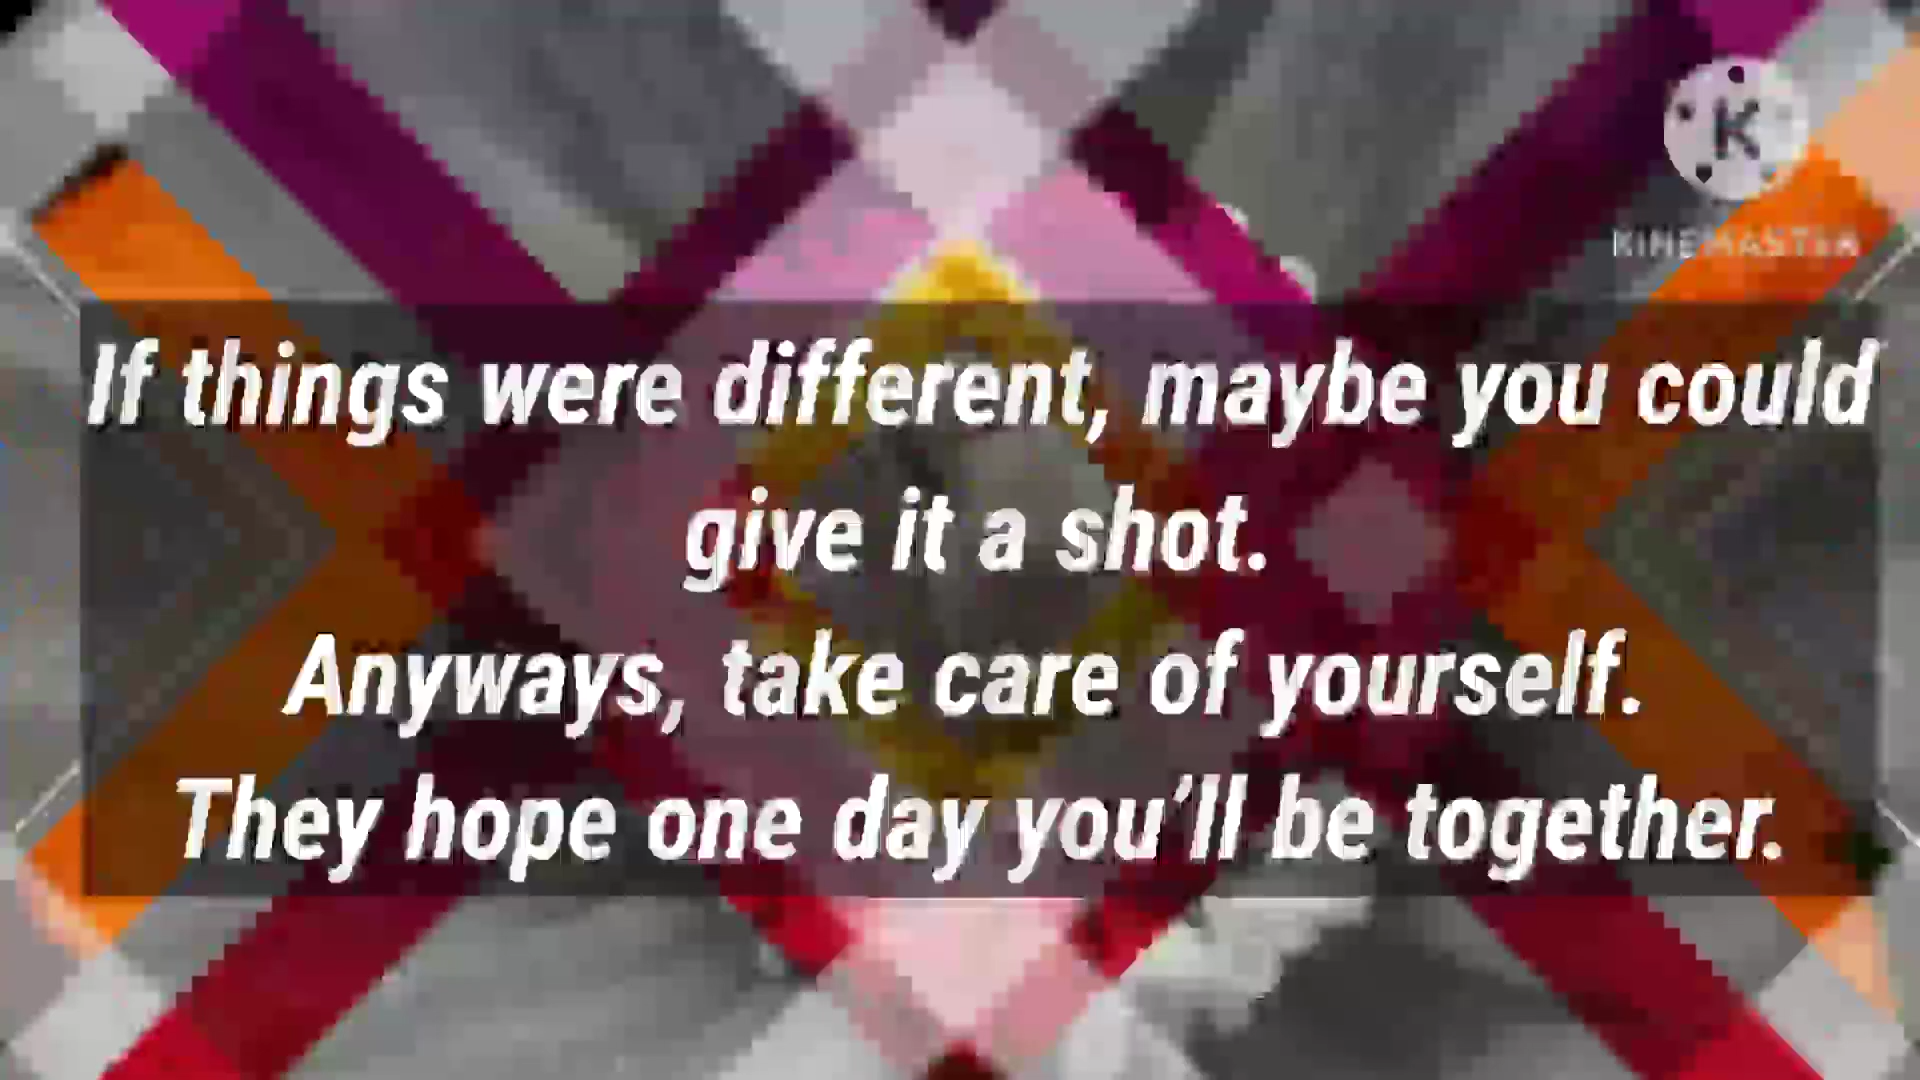 K
KINEMASTER
If things were different, maybe you could
give it a shot.
Anyways, take care of yourself.
They hope one day you'll be together.